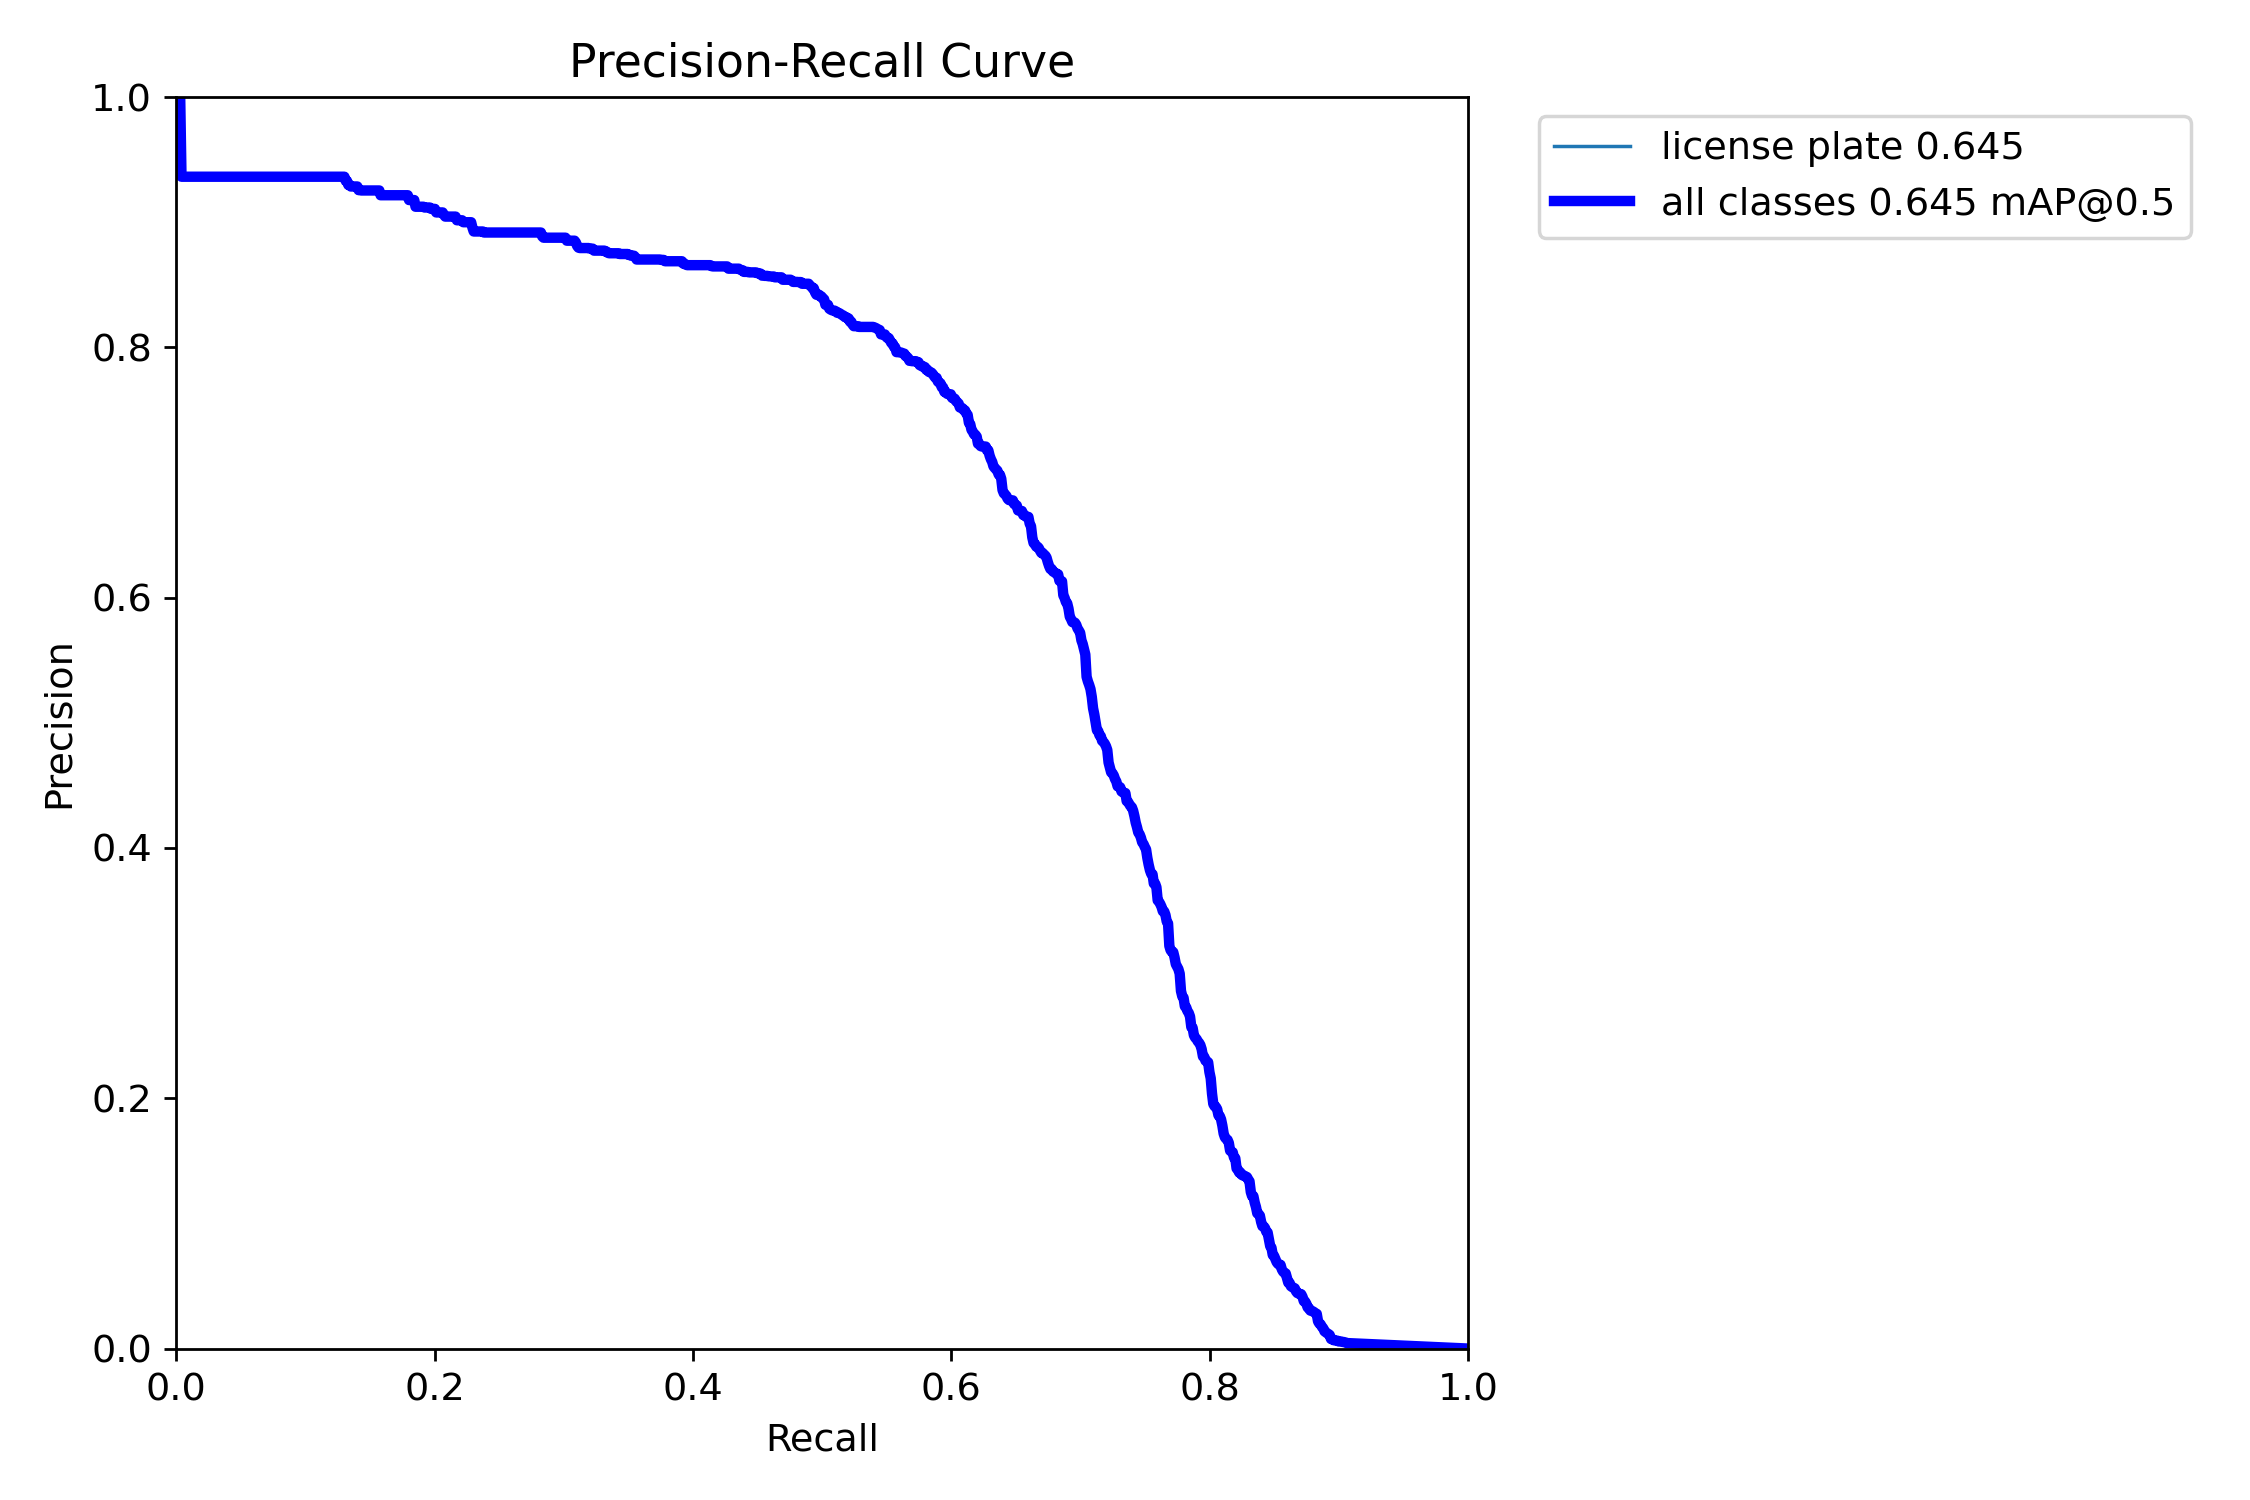 Precision-Recall Curve
1.0
0.8
0.6
0.4
0.2
0.0
Precision
0.0 0.2 0.4 0.6 0.8 1.0
Recall
license plate 0.645
all classes 0.645 mAP@0.5